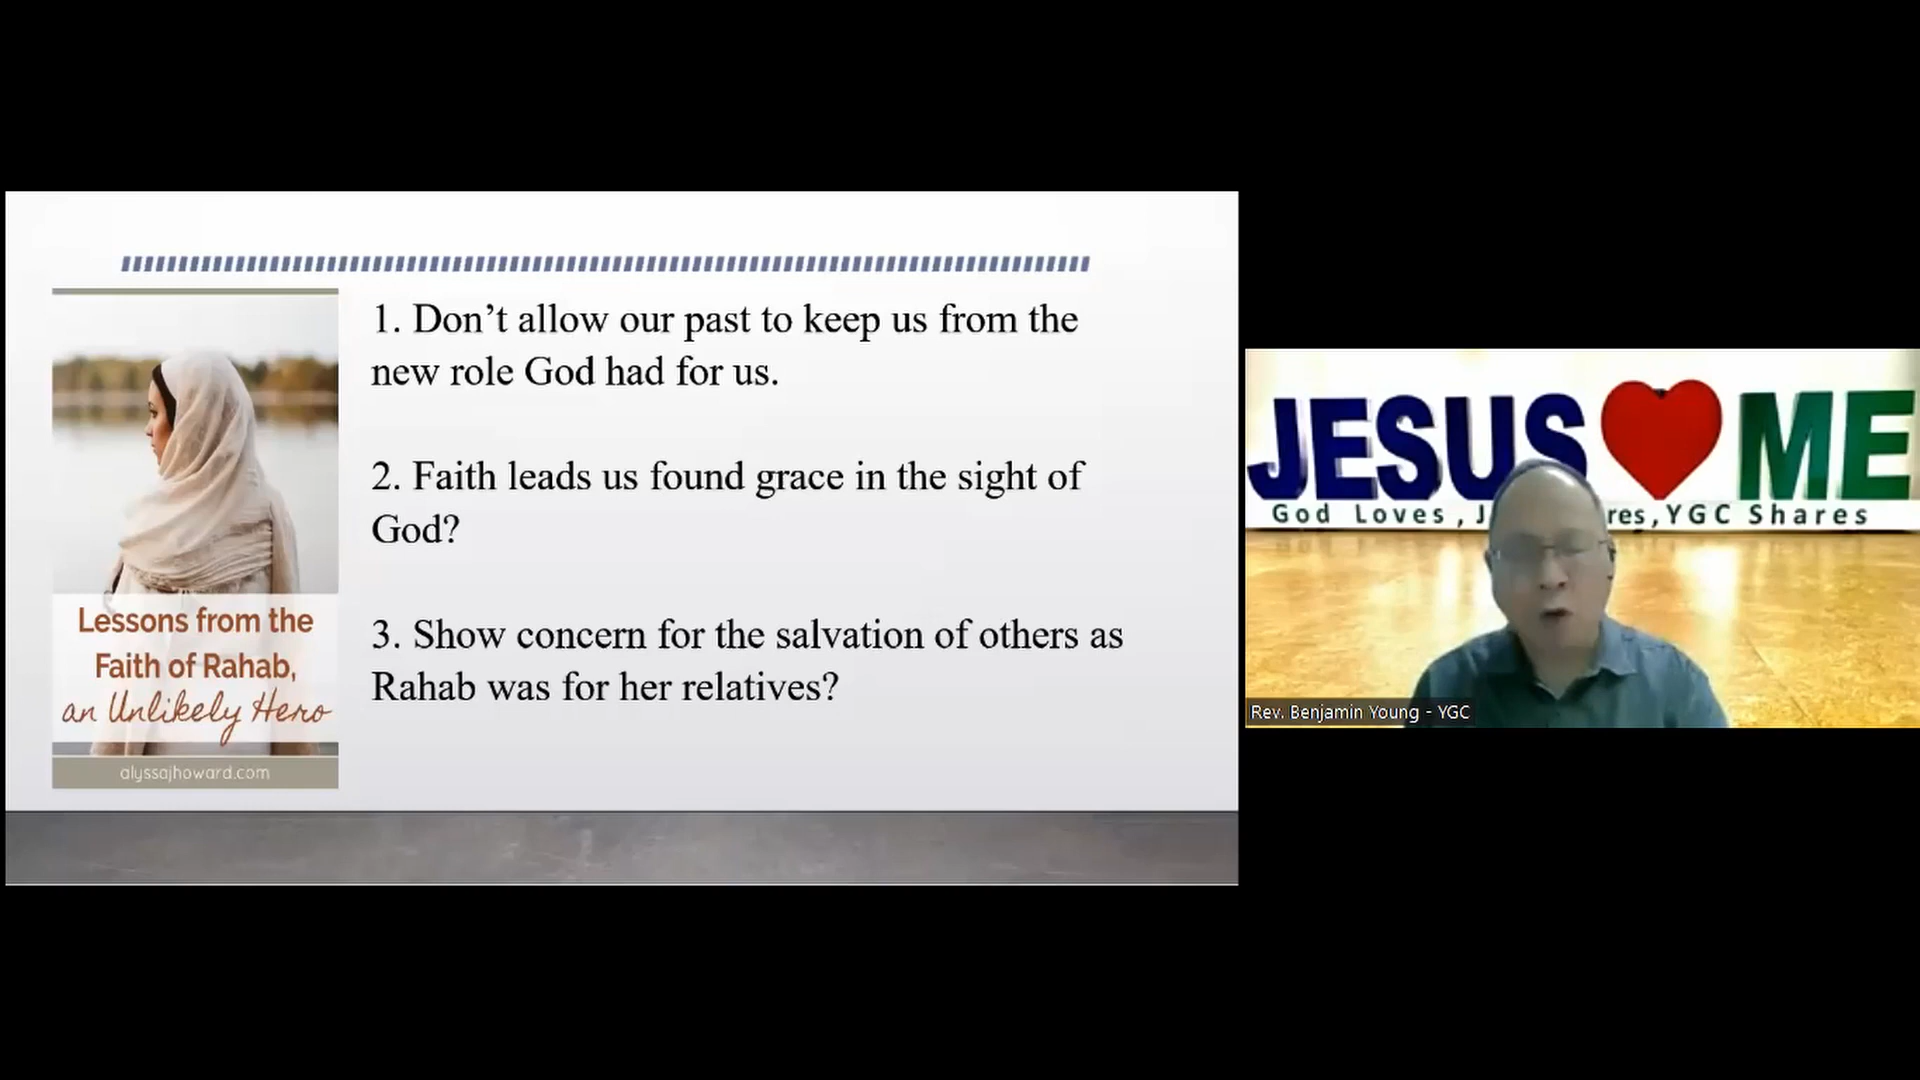 1. Don’t allow our past to keep us from the
new role God had for us.
2. Faith leads us found grace in the sight of
God?
3. Show concern for the salvation of others as
Rahab was for her relatives?
Lessons from the
Faith of Rahab,
an Unlikely Hero
alyssajhoward.com
JESUS ME
God Loves, J res,YGC Shares
Rev. Benjamin Young - YGC